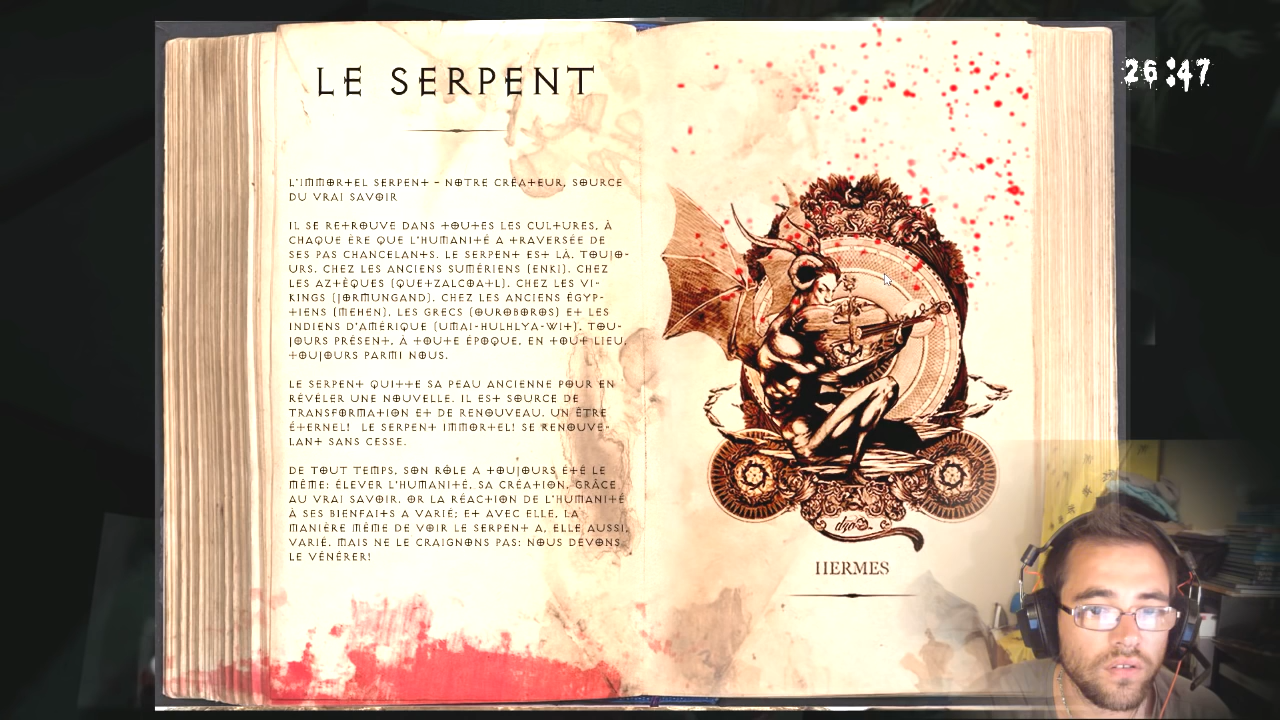 LE SERPENT
L'IMMORTEL SERPENT - NOTRE CRÉATEUR, SOURCE
DU VRAI SAVOIR
IL SE RETROUVE DANS TOUTES LES CULTURES, À
CHAQUE ÈRE QUE L'HUMANITÉ A TRAVERSÉE DE
SES PAS CHANCELANTS. LE SERPENT EST LÀ. TOUJO-
URS. CHEZ LES ANCIENS SUMÉRIENS (ENKI). CHEZ
LES AZTÈQUES (QUETZALCOATL). CHEZ LES VI-
KINGS (JORMUNGAND). CHEZ LES ANCIENS ÉGYP-
TIENS (MEHEN). LES GRECS (OUROBOROS) ET LES
INDIENS D'AMÉRIQUE (UMAI-HULHLYA-WIT). TOU-
JOURS PRÉSENT, À TOUTE ÉPOQUE, EN TOUT LIEU,
TOUJOURS PARMI NOUS.
LE SERPENT QUITTE SA PEAU ANCIENNE POUR EN
RÉVÉLER UNE NOUVELLE. IL EST SOURCE DE
TRANSFORMATION ET DE RENOUVEAU. UN ÊTRE
ÉTERNEL! LE SERPENT IMMORTEL! SE RENOUVE-
LANT SANS CESSE.
DE TOUT TEMPS, SON RÔLE A TOUJOURS ÉTÉ LE
MÊME: ÉLEVER L'HUMANITÉ, SA CRÉATION, GRÂCE
AU VRAI SAVOIR. OR LA RÉACTION DE L'HUMANITÉ
À SES BIENFAITS A VARIÉ; ET AVEC ELLE, LA
MANIÈRE MÊME DE VOIR LE SERPENT A, ELLE AUSSI,
VARIÉ. MAIS NE LE CRAIGNONS PAS: NOUS DEVONS
LE VÉNÉRER!
HERMES
26:47